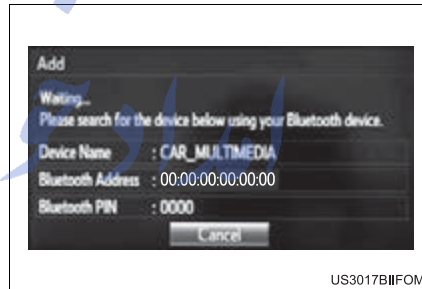 Add
Waiting...
Please search for the device below using your Bluetooth device.
Device Name : CAR_MULTIMEDIA
Bluetooth Address : 00:00:00:00:00:00
Bluetooth PIN : 0000
Cancel
US3017BⅡFOM